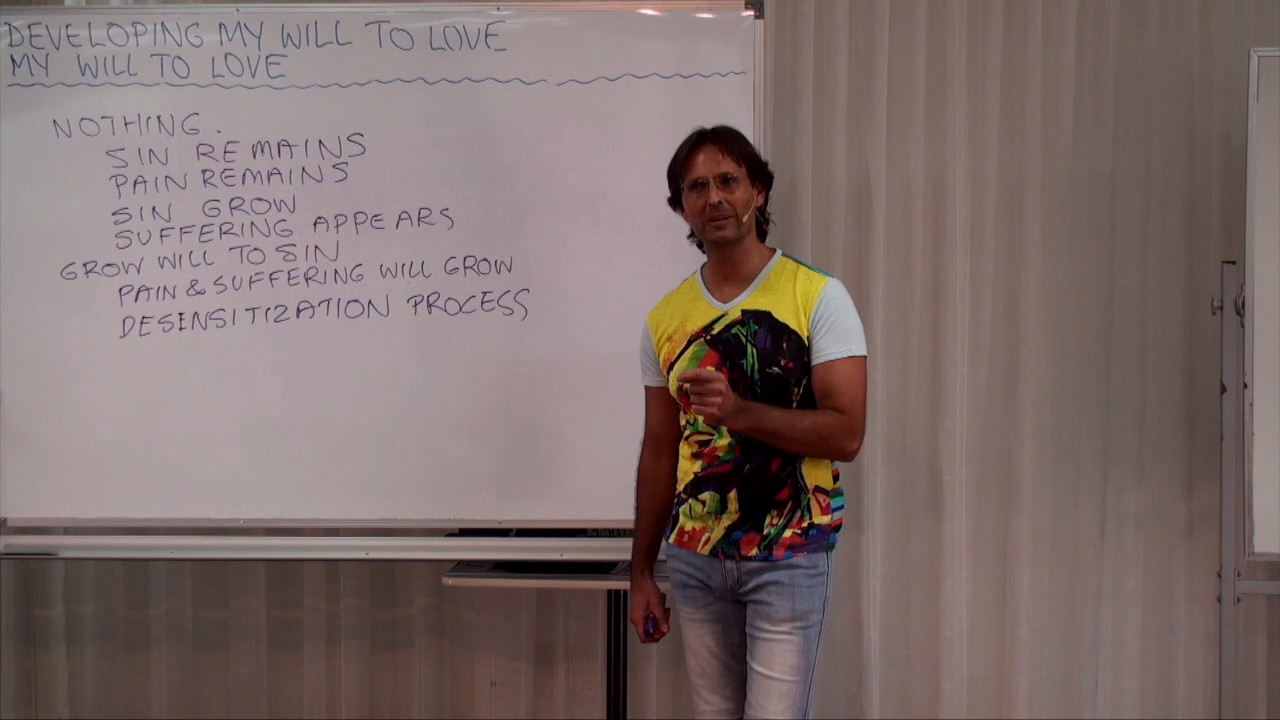 DEVELOPING MY WILL TO LOVE
MY WILL TO LOVE
NOTHING.
SIN REMAINS
PAIN REMAINS
SIN GROW
SUFFERING APPEARS
GROW WILL TO SIN
PAIN & SUFFERING WILL GROW
DESENSITIZATION PROCESS